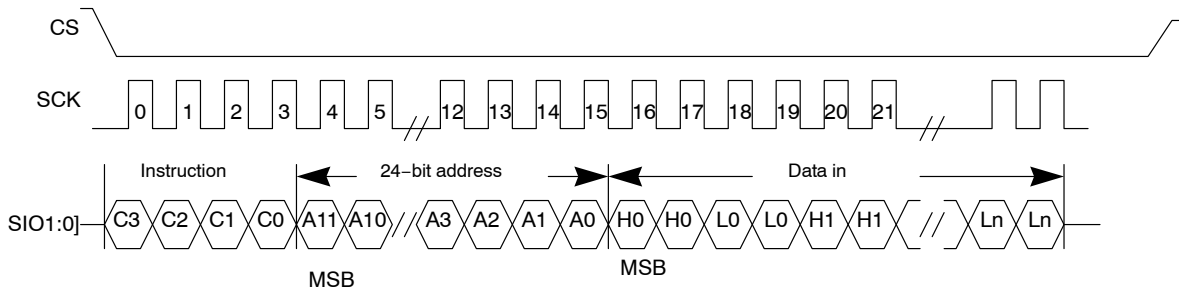 CS
SCK
0 1 2 3 4 5 12 13 14 15 16 17 18 19 20 21
Instruction 24−bit address Data in
SIO1:0] C3 C2 C1 C0 A11 A10 A3 A2 A1 A0 H0 H0 L0 L0 H1 H1 Ln Ln
MSB MSB